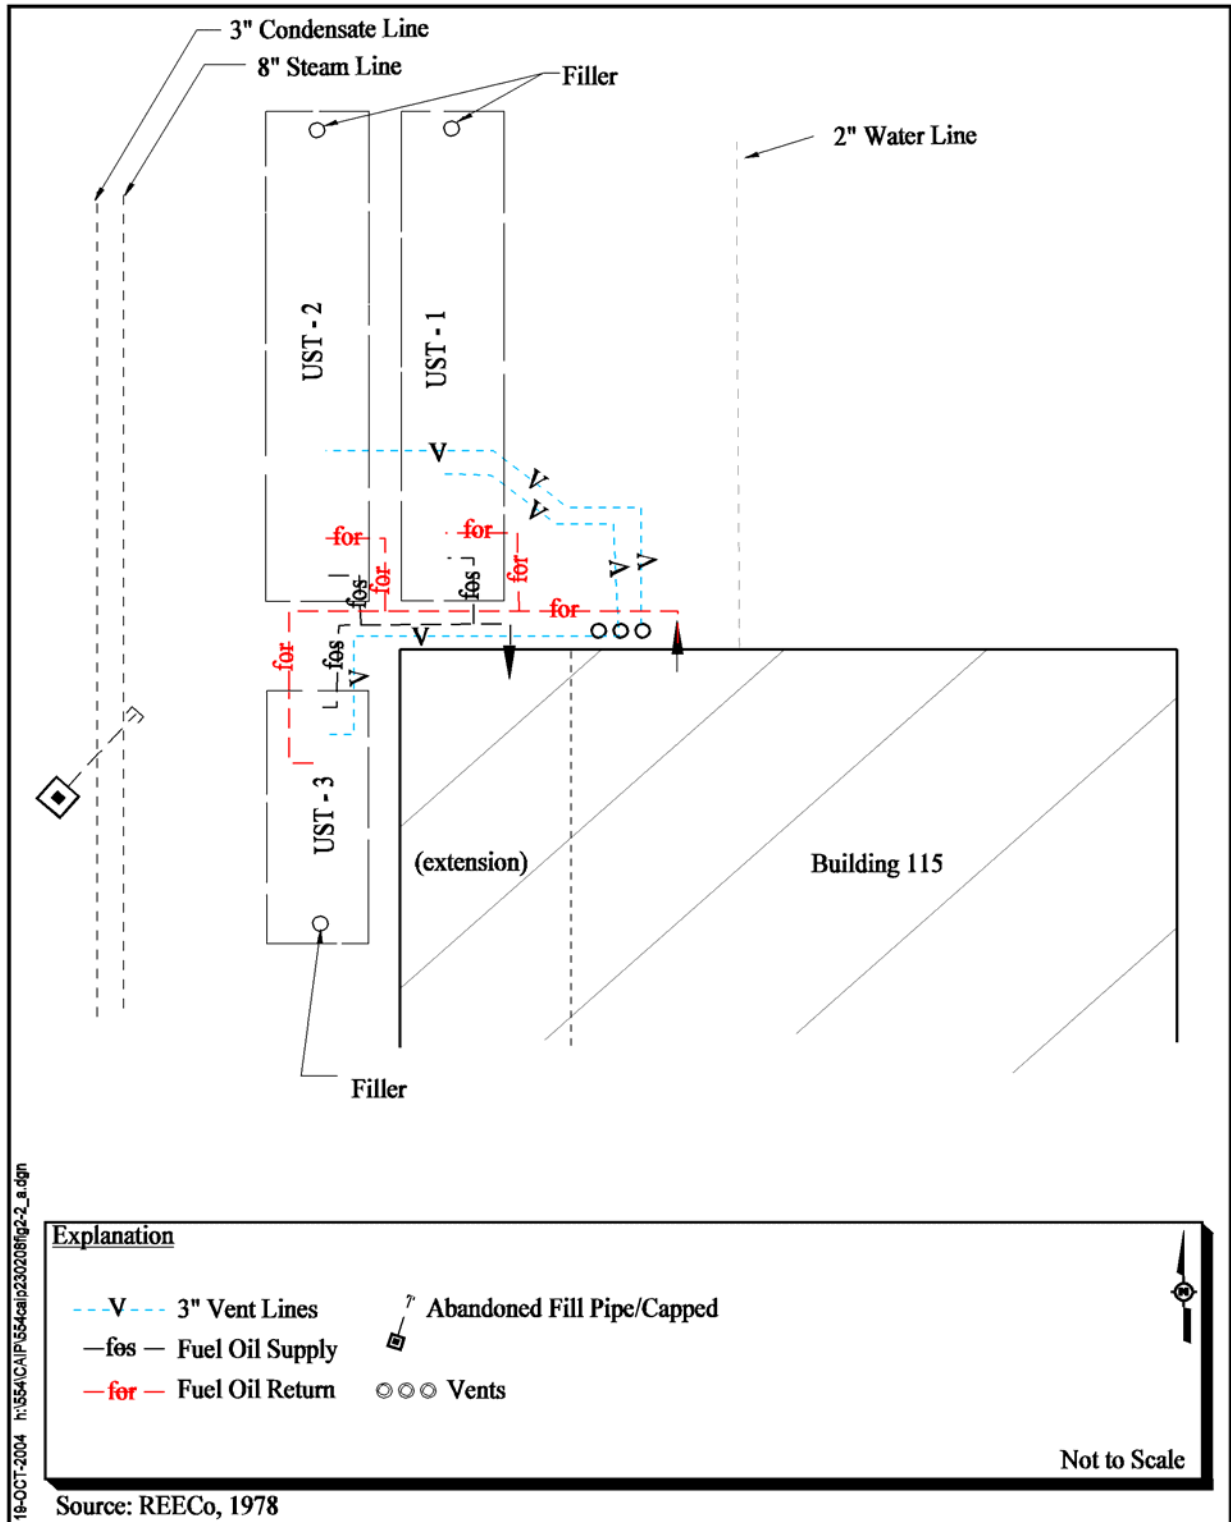 3" Condensate Line
8" Steam Line
Filler
2" Water Line
UST - 2
UST - 1
V
V
V
V
V
for
for
for
for
fos
fos
for
V
for
fos
V
UST - 3
(extension)
Building 115
Filler
19-OCT-2004 h:\554\CAIP\554caip230208fig2-2_a.dgn
Explanation
V 3" Vent Lines
Abandoned Fill Pipe/Capped
fos Fuel Oil Supply
for Fuel Oil Return
Vents
N
Not to Scale
Source: REECo, 1978